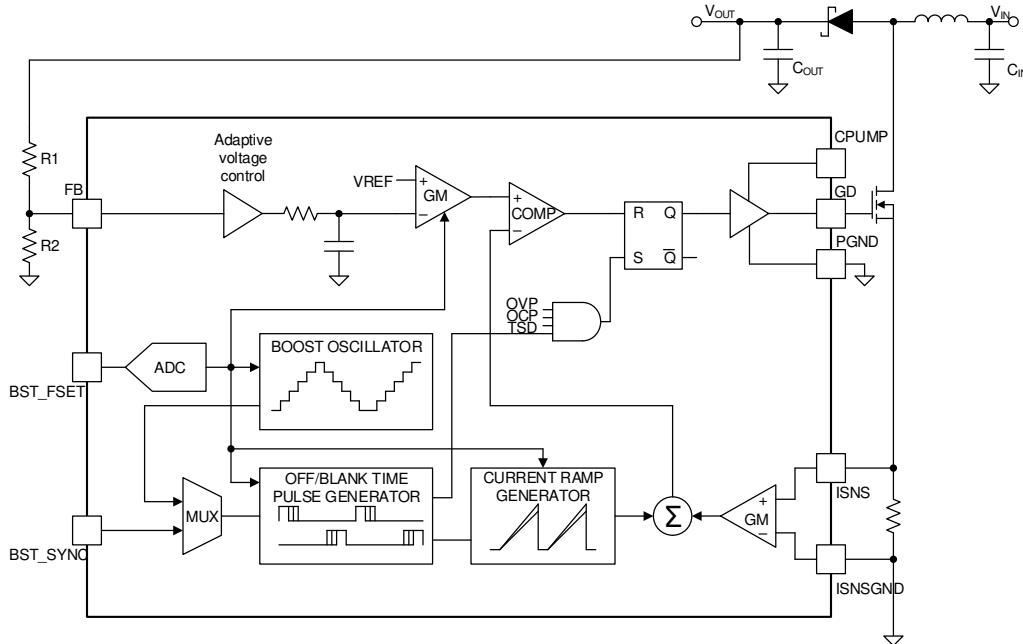 VOUT
VIN
COUT
CIN
CPUMP
Adaptive
voltage
control
R1
VREF
+
GM
−
+
COMP
−
R Q
S Q
GD
FB
R2
PGND
OVP
OCP
TSD
BOOST OSCILLATOR
ADC
BST_FSET
OFF/BLANK TIME
PULSE GENERATOR
CURRENT RAMP
GENERATOR
ISNS
MUX
Σ
+
GM
−
BST_SYNC
ISNSGND